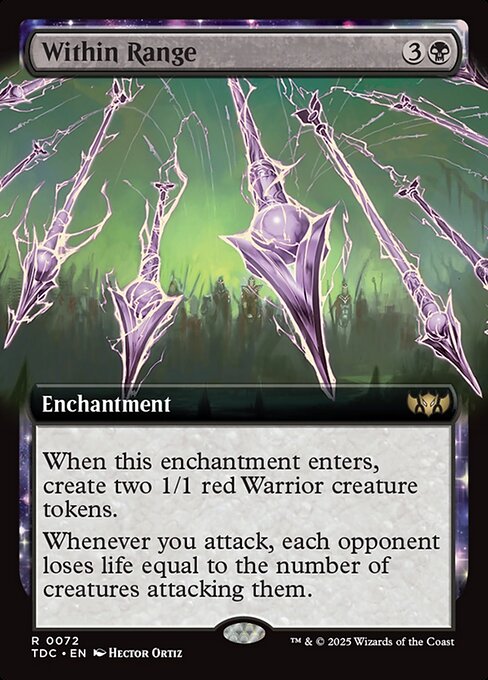 Within Range 3
Enchantment
When this enchantment enters,
create two 1/1 red Warrior creature
tokens.
Whenever you attack, each opponent
loses life equal to the number of
creatures attacking them.
R 0072
TDC • EN Hector Ortiz
™ & © 2025 Wizards of the Coast